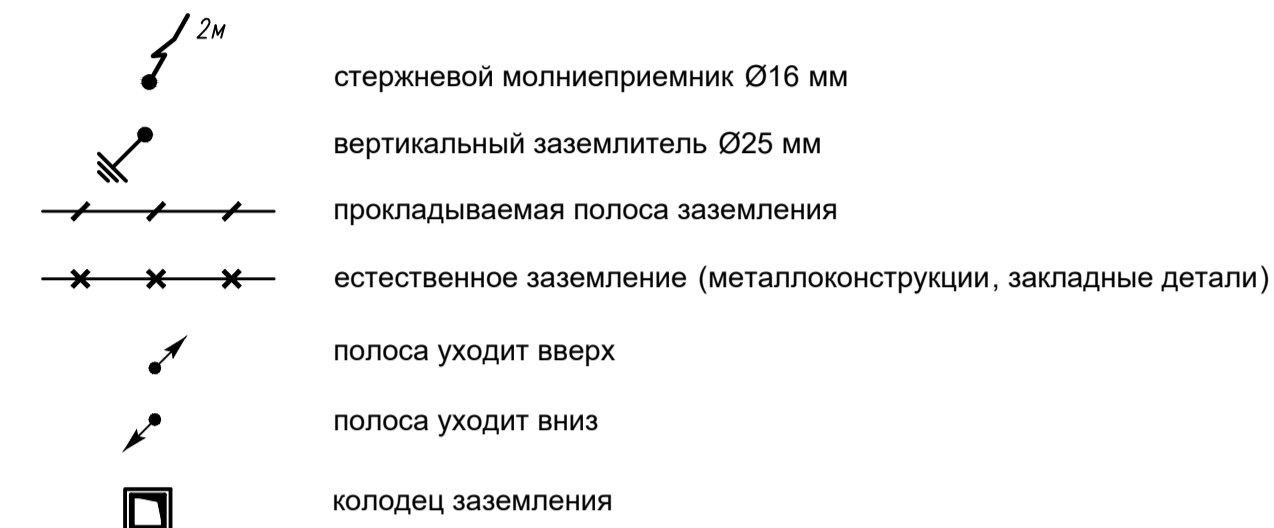 2м
стержневой молниеприемник Ø16 мм
вертикальный заземлитель Ø25 мм
прокладываемая полоса заземления
естественное заземление (металлоконструкции, закладные детали)
полоса уходит вверх
полоса уходит вниз
колодец заземления